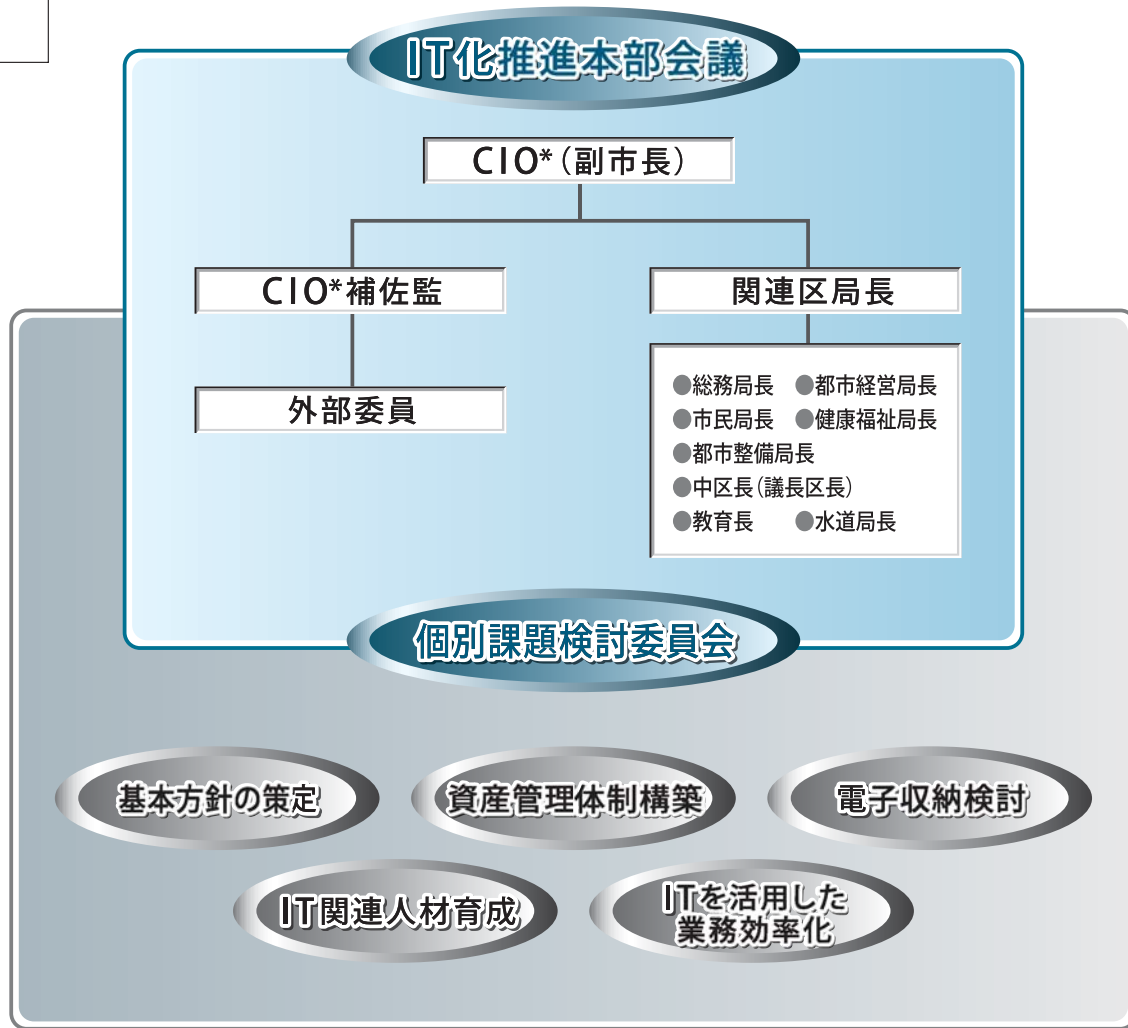 IT化推進本部会議
CIO*(副市長)
CIO*補佐監
関連区局長
外部委員
●総務局長 ●都市経営局長
●市民局長 ●健康福祉局長
●都市整備局長
●中区長(議長区長)
●教育長 ●水道局長
個別課題検討委員会
基本方針の策定
資産管理体制構築
電子収納検討
IT関連人材育成
ITを活用した
業務効率化